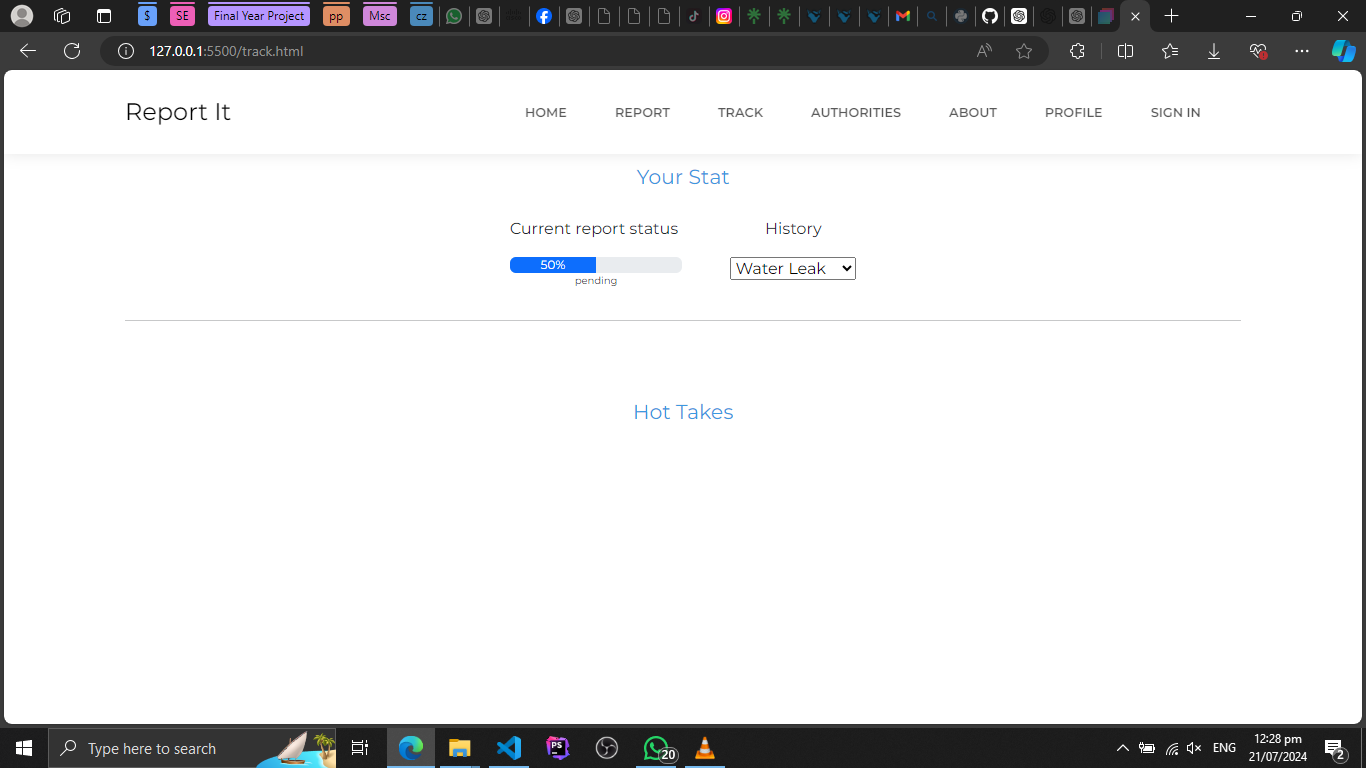 $ SE Final Year Project pp Msc cz
127.0.0.1:5500/track.html
Report It HOME REPORT TRACK AUTHORITIES ABOUT PROFILE SIGN IN
Your Stat
Current report status History
50% Water Leak
pending
Hot Takes
Type here to search
PS
20
ENG
12:28 pm
21/07/2024
2